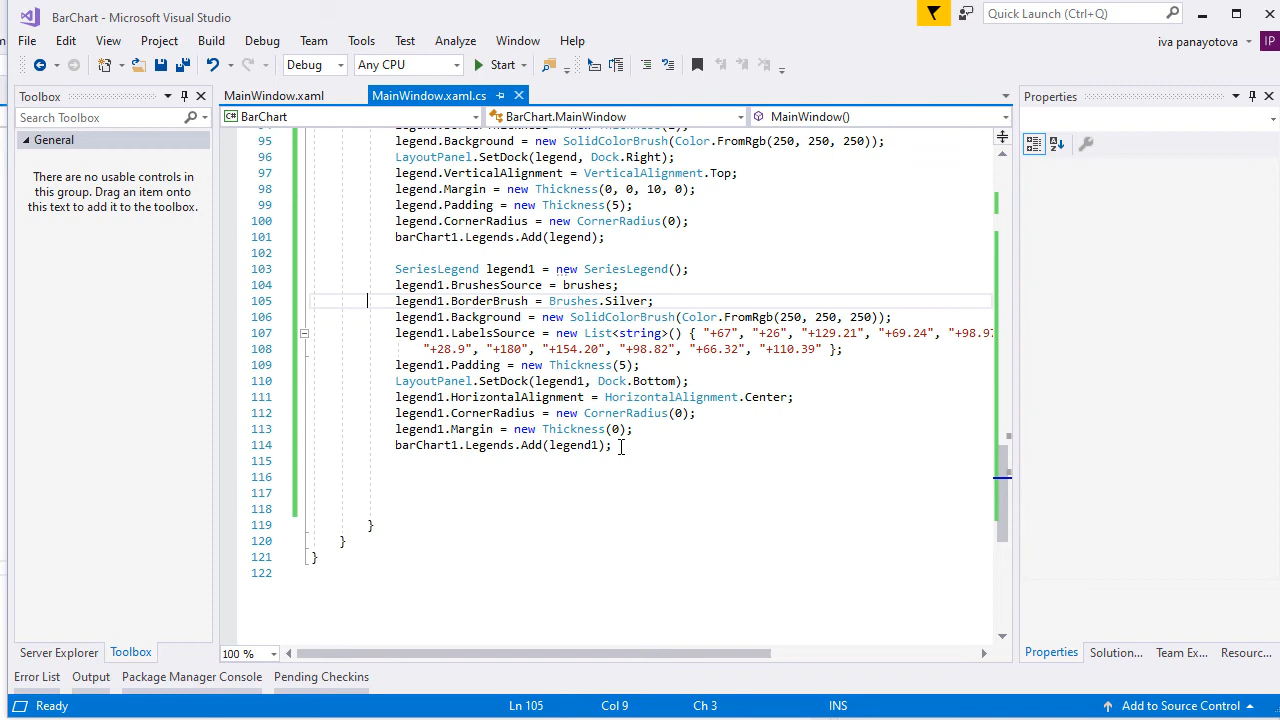 BarChart - Microsoft Visual Studio
Quick Launch (Ctrl+Q)
File Edit View Project Build Debug Team Tools Test Analyze Window Help
iva panayotova IP
Debug Any CPU Start
Toolbox
MainWindow.xaml MainWindow.xaml.cs
Properties
Search Toolbox
BarChart BarChart.MainWindow MainWindow()
General
There are no usable controls in
this group. Drag an item onto
this text to add it to the toolbox.
95 legend.Background = new SolidColorBrush(Color.FromRgb(250, 250, 250));
96 LayoutPanel.SetDock(legend, Dock.Right);
97 legend.VerticalAlignment = VerticalAlignment.Top;
98 legend.Margin = new Thickness(0, 0, 10, 0);
99 legend.Padding = new Thickness(5);
100 legend.CornerRadius = new CornerRadius(0);
101 barChart1.Legends.Add(legend);
102
103 SeriesLegend legend1 = new SeriesLegend();
104 legend1.BrushesSource = brushes;
105 legend1.BorderBrush = Brushes.Silver;
106 legend1.Background = new SolidColorBrush(Color.FromRgb(250, 250, 250));
107 legend1.LabelsSource = new List<string>() { "+67", "+26", "+129.21", "+69.24", "+98.97
108 "+28.9", "+180", "+154.20", "+98.82", "+66.32", "+110.39" };
109 legend1.Padding = new Thickness(5);
110 LayoutPanel.SetDock(legend1, Dock.Bottom);
111 legend1.HorizontalAlignment = HorizontalAlignment.Center;
112 legend1.CornerRadius = new CornerRadius(0);
113 legend1.Margin = new Thickness(0);
114 barChart1.Legends.Add(legend1);
115
116
117
118
119 }
120 }
121 }
122
100 %
Server Explorer Toolbox
Properties Solution... Team Ex... Resourc...
Error List Output Package Manager Console Pending Checkins
Ready Ln 105 Col 9 Ch 3 INS Add to Source Control